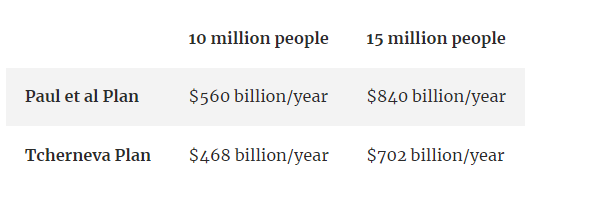 10 million people 15 million people
Paul et al Plan $560 billion/year $840 billion/year
Tcherneva Plan $468 billion/year $702 billion/year